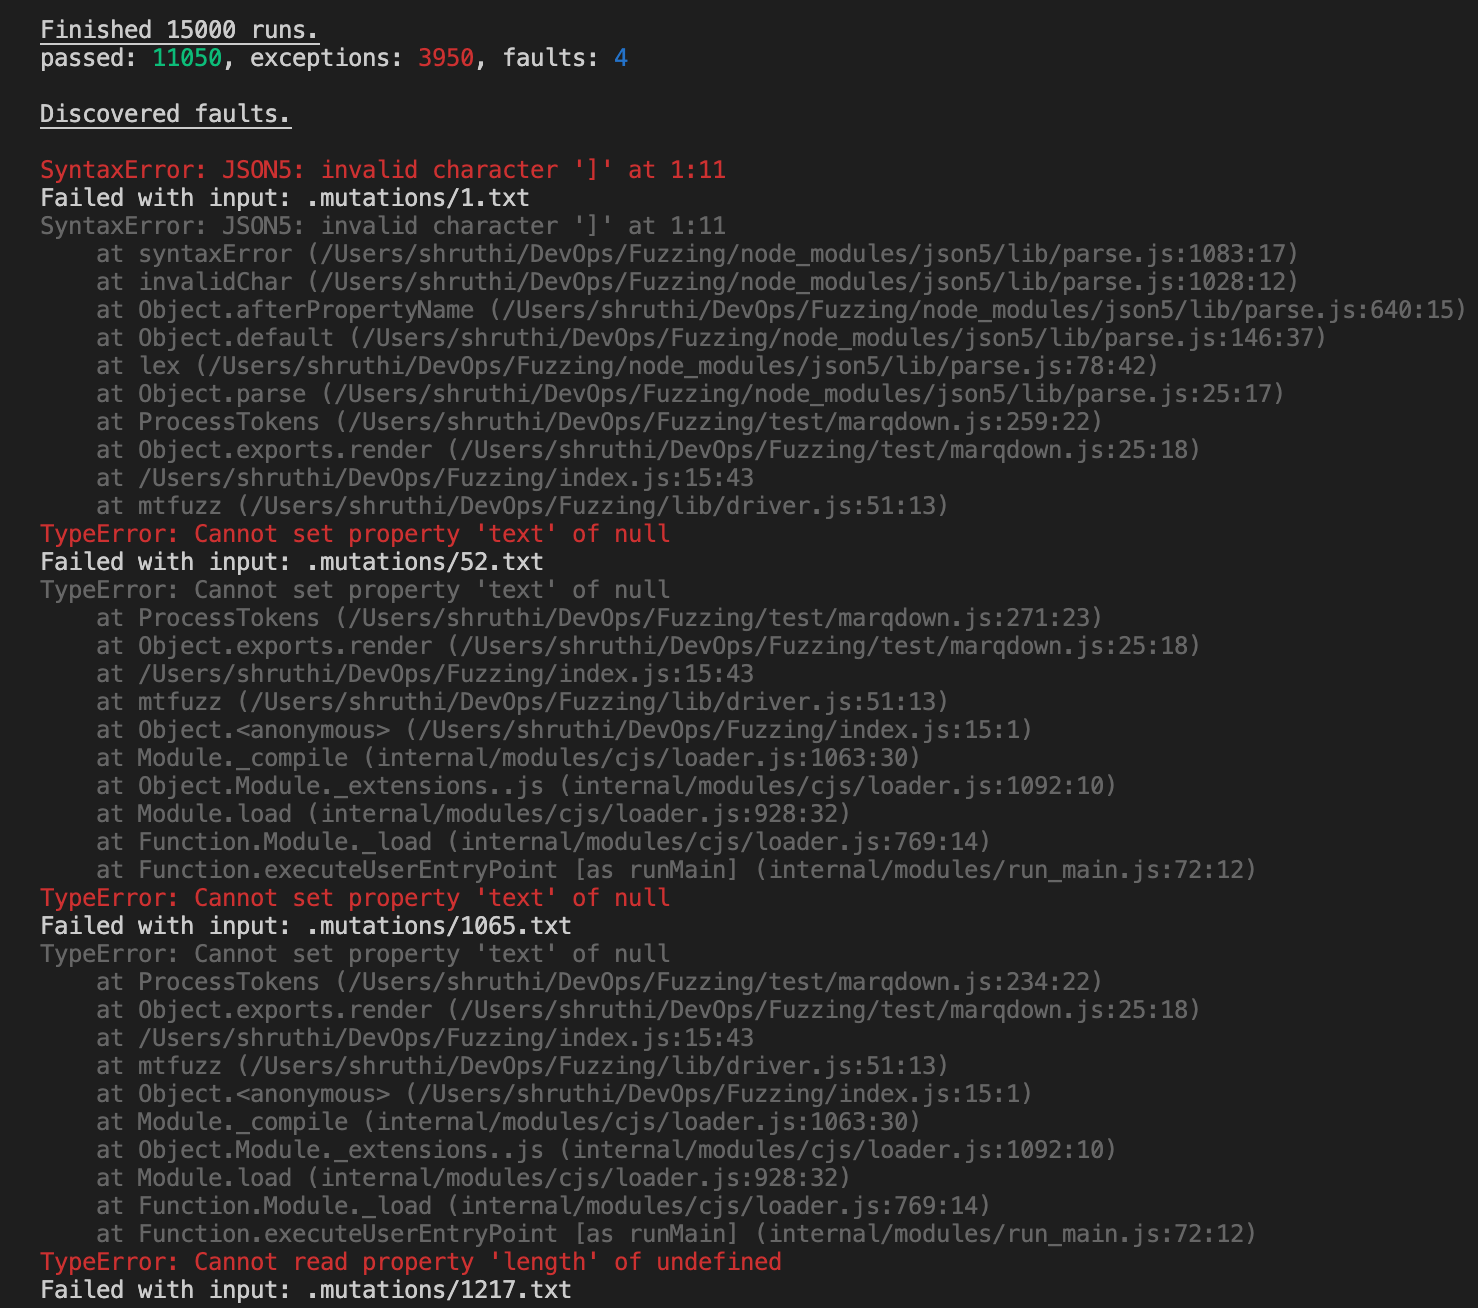 Finished 15000 runs.
passed: 11050, exceptions: 3950, faults: 4
Discovered faults.
SyntaxError: JSON5: invalid character ']' at 1:11
Failed with input: .mutations/1.txt
SyntaxError: JSON5: invalid character ']' at 1:11
at syntaxError (/Users/shruthi/DevOps/Fuzzing/node_modules/json5/lib/parse.js:1083:17)
at invalidChar (/Users/shruthi/DevOps/Fuzzing/node_modules/json5/lib/parse.js:1028:12)
at Object.afterPropertyName (/Users/shruthi/DevOps/Fuzzing/node_modules/json5/lib/parse.js:640:15)
at Object.default (/Users/shruthi/DevOps/Fuzzing/node_modules/json5/lib/parse.js:146:37)
at lex (/Users/shruthi/DevOps/Fuzzing/node_modules/json5/lib/parse.js:78:42)
at Object.parse (/Users/shruthi/DevOps/Fuzzing/node_modules/json5/lib/parse.js:25:17)
at ProcessTokens (/Users/shruthi/DevOps/Fuzzing/test/marqdown.js:259:22)
at Object.exports.render (/Users/shruthi/DevOps/Fuzzing/test/marqdown.js:25:18)
at /Users/shruthi/DevOps/Fuzzing/index.js:15:43
at mtfuzz (/Users/shruthi/DevOps/Fuzzing/lib/driver.js:51:13)
TypeError: Cannot set property 'text' of null
Failed with input: .mutations/52.txt
TypeError: Cannot set property 'text' of null
at ProcessTokens (/Users/shruthi/DevOps/Fuzzing/test/marqdown.js:271:23)
at Object.exports.render (/Users/shruthi/DevOps/Fuzzing/test/marqdown.js:25:18)
at /Users/shruthi/DevOps/Fuzzing/index.js:15:43
at mtfuzz (/Users/shruthi/DevOps/Fuzzing/lib/driver.js:51:13)
at Object.<anonymous> (/Users/shruthi/DevOps/Fuzzing/index.js:15:1)
at Module._compile (internal/modules/cjs/loader.js:1063:30)
at Object.Module._extensions..js (internal/modules/cjs/loader.js:1092:10)
at Module.load (internal/modules/cjs/loader.js:928:32)
at Function.Module._load (internal/modules/cjs/loader.js:769:14)
at Function.executeUserEntryPoint [as runMain] (internal/modules/run_main.js:72:12)
TypeError: Cannot set property 'text' of null
Failed with input: .mutations/1065.txt
TypeError: Cannot set property 'text' of null
at ProcessTokens (/Users/shruthi/DevOps/Fuzzing/test/marqdown.js:234:22)
at Object.exports.render (/Users/shruthi/DevOps/Fuzzing/test/marqdown.js:25:18)
at /Users/shruthi/DevOps/Fuzzing/index.js:15:43
at mtfuzz (/Users/shruthi/DevOps/Fuzzing/lib/driver.js:51:13)
at Object.<anonymous> (/Users/shruthi/DevOps/Fuzzing/index.js:15:1)
at Module._compile (internal/modules/cjs/loader.js:1063:30)
at Object.Module._extensions..js (internal/modules/cjs/loader.js:1092:10)
at Module.load (internal/modules/cjs/loader.js:928:32)
at Function.Module._load (internal/modules/cjs/loader.js:769:14)
at Function.executeUserEntryPoint [as runMain] (internal/modules/run_main.js:72:12)
TypeError: Cannot read property 'length' of undefined
Failed with input: .mutations/1217.txt